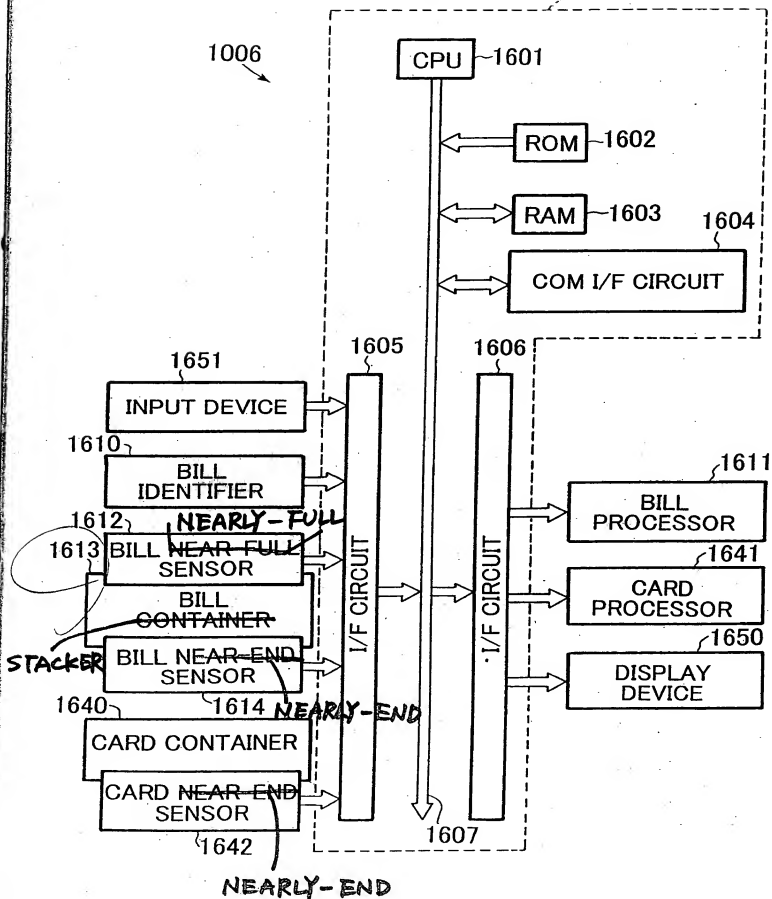 1006
CPU
1601
ROM
1602
RAM
1603
1604
COM I/F CIRCUIT
1605
1606
1651
INPUT DEVICE
1610
BILL
IDENTIFIER
1612
NEARLY-FULL
1613
BILL NEAR-FULL
SENSOR
BILL
CONTAINER
STACKER
BILL NEAR-END
SENSOR
1614
NEARLY-END
1640
CARD CONTAINER
CARD NEAR-END
SENSOR
1642
NEARLY-END
I/F CIRCUIT
1607
I/F CIRCUIT
1611
BILL
PROCESSOR
1641
CARD
PROCESSOR
1650
DISPLAY
DEVICE